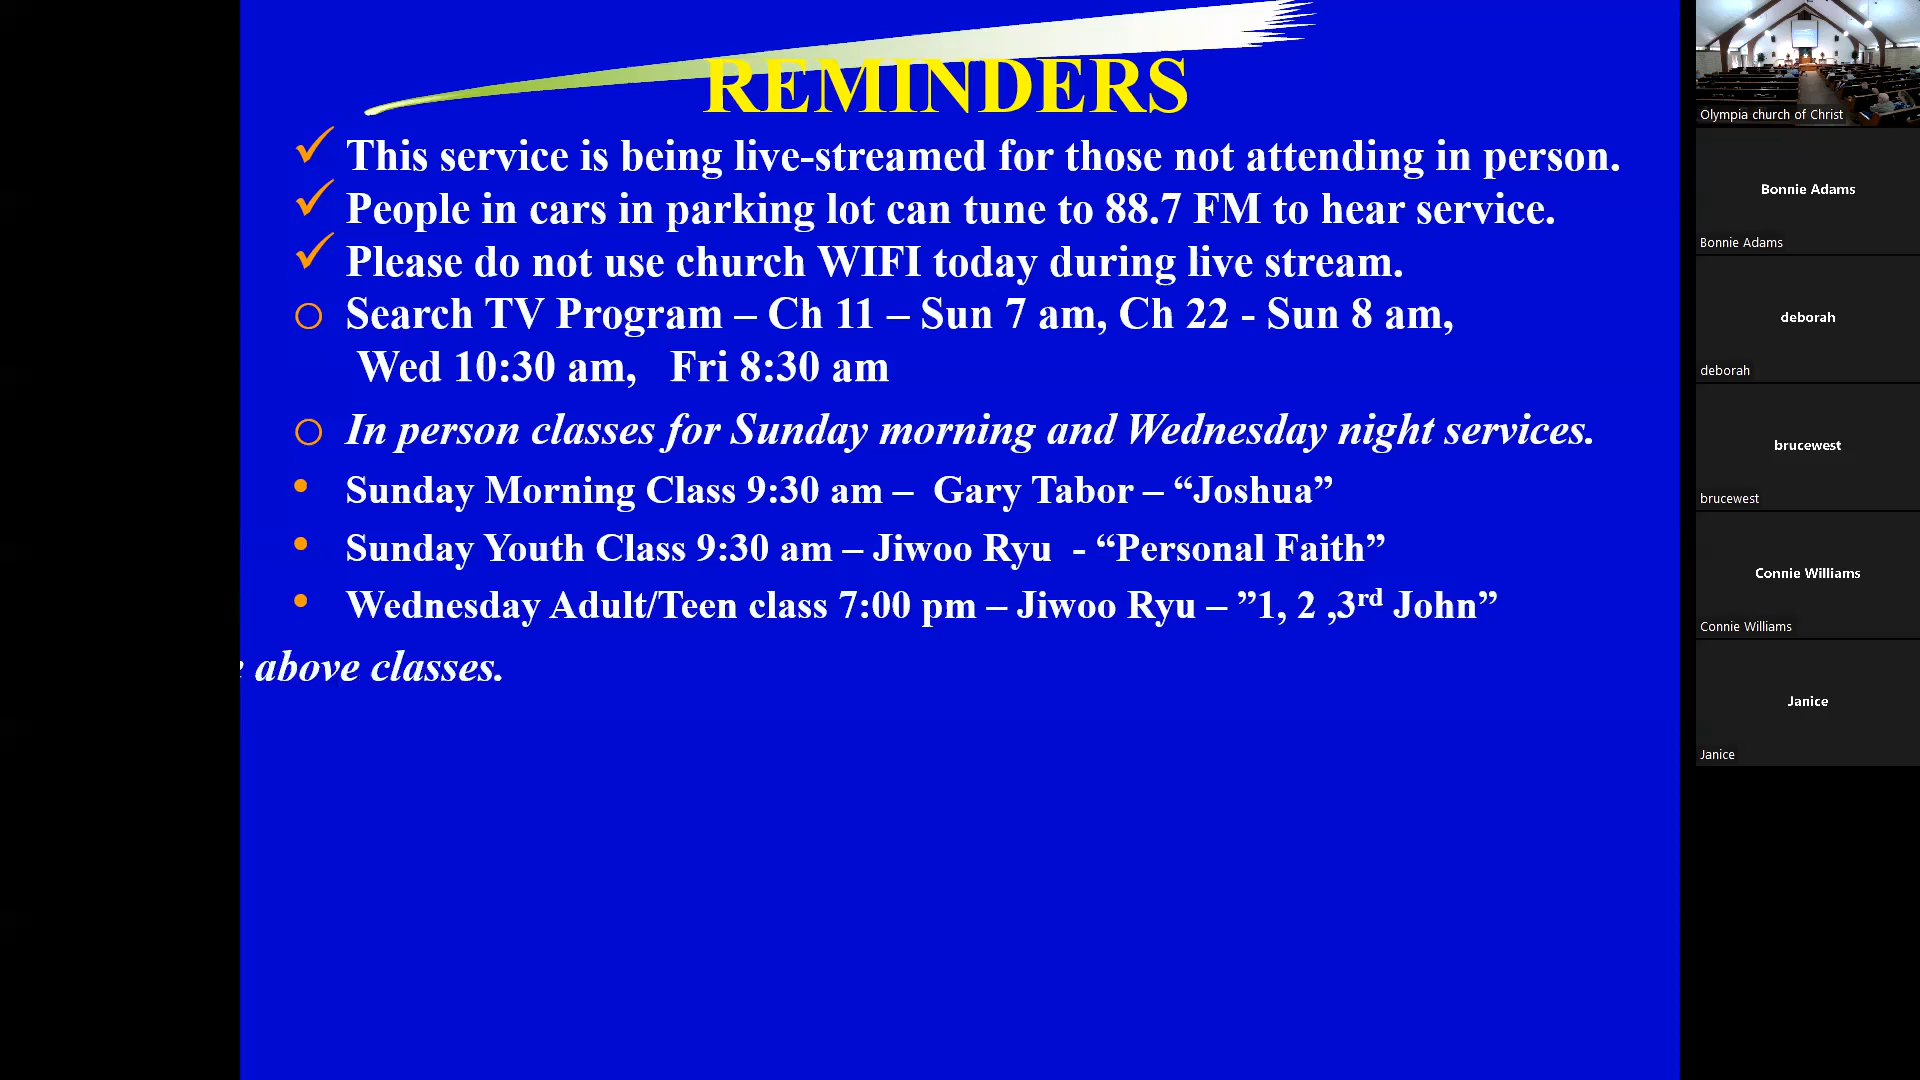 REMINDERS
This service is being live-streamed for those not attending in person.
People in cars in parking lot can tune to 88.7 FM to hear service.
Please do not use church WIFI today during live stream.
Search TV Program – Ch 11 – Sun 7 am, Ch 22 - Sun 8 am,
Wed 10:30 am, Fri 8:30 am
In person classes for Sunday morning and Wednesday night services.
Sunday Morning Class 9:30 am – Gary Tabor – “Joshua”
Sunday Youth Class 9:30 am – Jiwoo Ryu - “Personal Faith”
Wednesday Adult/Teen class 7:00 pm – Jiwoo Ryu – ”1, 2 ,3rd John”
above classes.
Olympia church of Christ
Bonnie Adams
Bonnie Adams
deborah
deborah
brucewest
brucewest
Connie Williams
Connie Williams
Janice
Janice